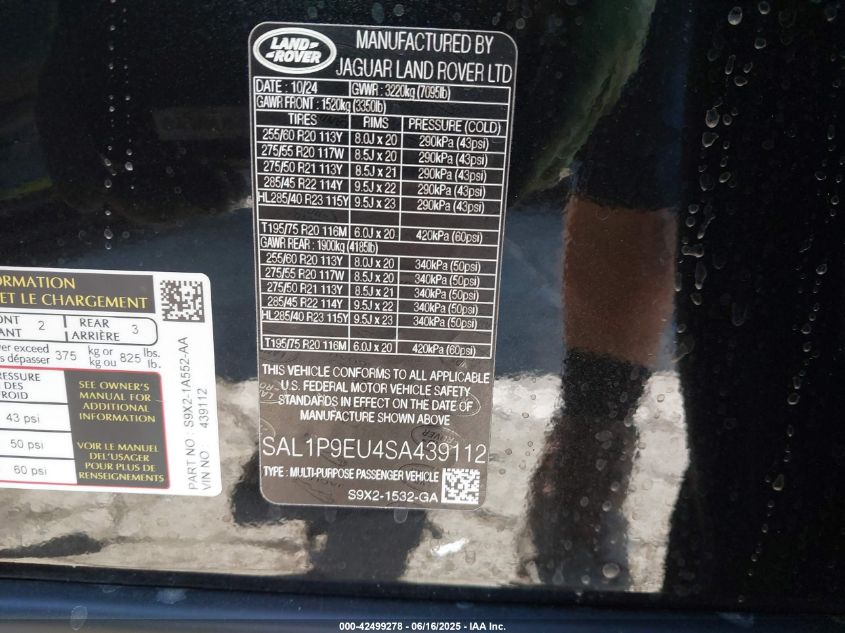 LAND-
ROVER
MANUFACTURED BY
JAGUAR LAND ROVER LTD
DATE : 10/24 GVWR: 3220kg (7095lb)
GAWR FRONT : 1520kg (3350lb)
TIRES RIMS PRESSURE (COLD)
255/60 R20 113Y 8.0J x 20 290kPa (43psi)
275/55 R20 117W 8.5J x 20 290kPa (43psi)
275/50 R21 113Y 8.5J x 21 290kPa (43psi)
285/45 R22 114Y 9.5J x 22 290kPa (43psi)
HL285/40 R23 115Y 9.5J x 23 290kPa (43psi)
T195/75 R20 116M 6.0J x 20 420kPa (60psi)
GAWR REAR: 1900kg (4185lb)
255/60 R20 113Y 8.0J x 20 340kPa (50psi)
275/55 R20 117W 8.5J x 20 340kPa (50psi)
275/50 R21 113Y 8.5J x 21 340kPa (50psi)
285/45 R22 114Y 9.5J x 22 340kPa (50psi)
HL285/40 R23 115Y 9.5J x 23 340kPa (50psi)
T195/75 R20 116M 6.0J x 20 420kPa (60psi)
THIS VEHICLE CONFORMS TO ALL APPLICABLE
U.S. FEDERAL MOTOR VEHICLE SAFETY
STANDARDS IN EFFECT ON THE DATE OF
MANUFACTURE SHOWN ABOVE
SAL1P9EU4SA439112
TYPE : MULTI-PURPOSE PASSENGER VEHICLE
S9X2-1532-GA
ORMATION
ET LE CHARGEMENT
ONT 2 REAR 3
ANT ARRIÈRE
er exceed 375 kg or 825 lbs.
s dépasser kg ou lb.
RESSURE
DES
ROID
43 psi
50 psi
60 psi
SEE OWNER'S
MANUAL FOR
ADDITIONAL
INFORMATION
VOIR LE MANUEL
DEL'USAGER
POUR PLUS DE
RENSEIGNEMENTS
PART NO S9X2-1A552-AA
VIN NO 439112
000-42499278 - 06/16/2025 - IAA Inc.